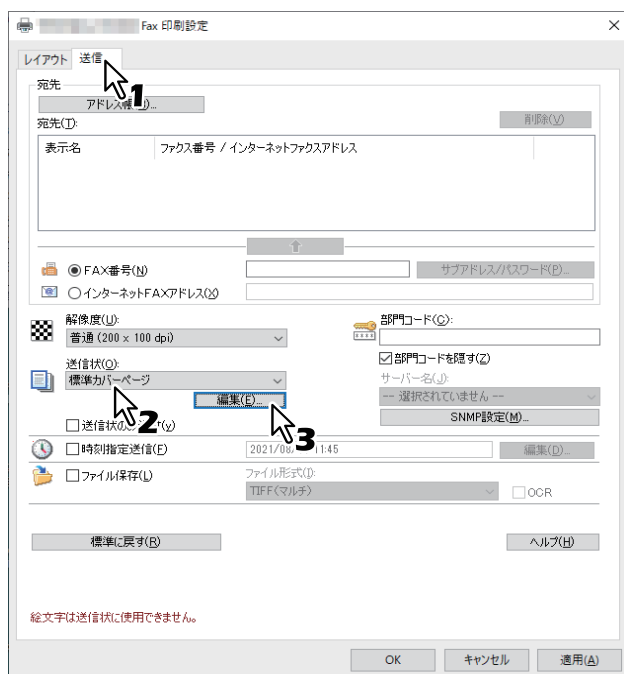 Fax 印刷設定
レイアウト 送信
1
宛先
アドレス帳
宛先(T):
削除(V)
表示名 ファクス番号 / インターネットファクスアドレス
FAX番号(N)
サブアドレス/パスワード(P)...
インターネットFAXアドレス(X)
解像度(U):
部門コード(C):
普通 (200 x 100 dpi)
部門コードを隠す(Z)
送信状(O):
サーバー名(J):
標準カバーページ
-- 選択されていません --
2
編集(E)...
3
SNMP設定(M)...
送信状の
(Y)
時刻指定送信(F)
2021/08/
11:45
編集(D)...
ファイル保存(L)
ファイル形式(I):
TIFF(マルチ)
OCR
標準に戻す(R)
ヘルプ(H)
絵文字は送信状に使用できません。
OK キャンセル 適用(A)